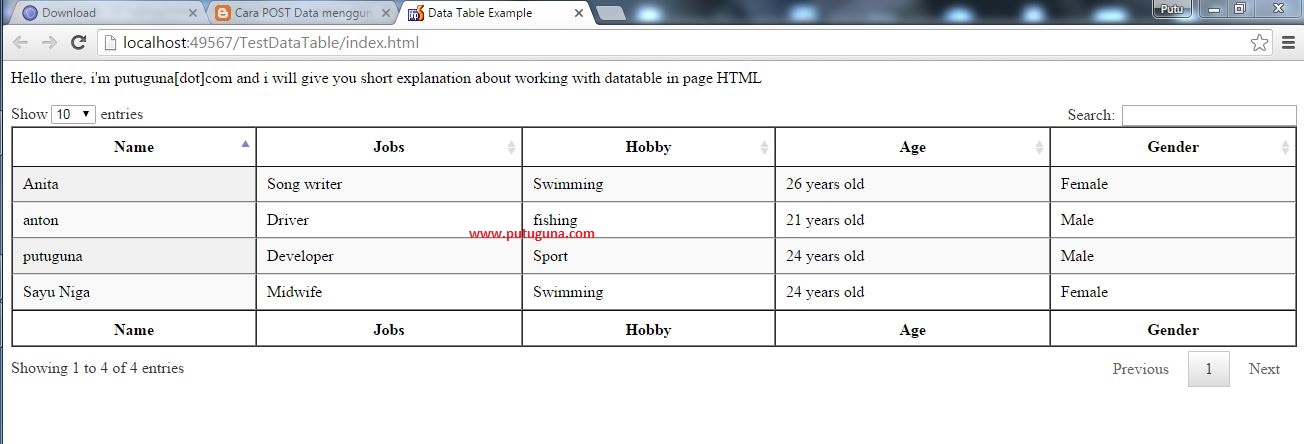 Download
Cara POST Data menggun
Data Table Example
Putu
localhost:49567/TestDataTable/index.html
Hello there, i'm putuguna[dot]com and i will give you short explanation about working with datatable in page HTML
Show 10 entries Search:
Name Jobs Hobby Age Gender
Anita Song writer Swimming 26 years old Female
anton Driver fishing 21 years old Male
www.putuguna.com
putuguna Developer Sport 24 years old Male
Sayu Niga Midwife Swimming 24 years old Female
Name Jobs Hobby Age Gender
Showing 1 to 4 of 4 entries Previous 1 Next